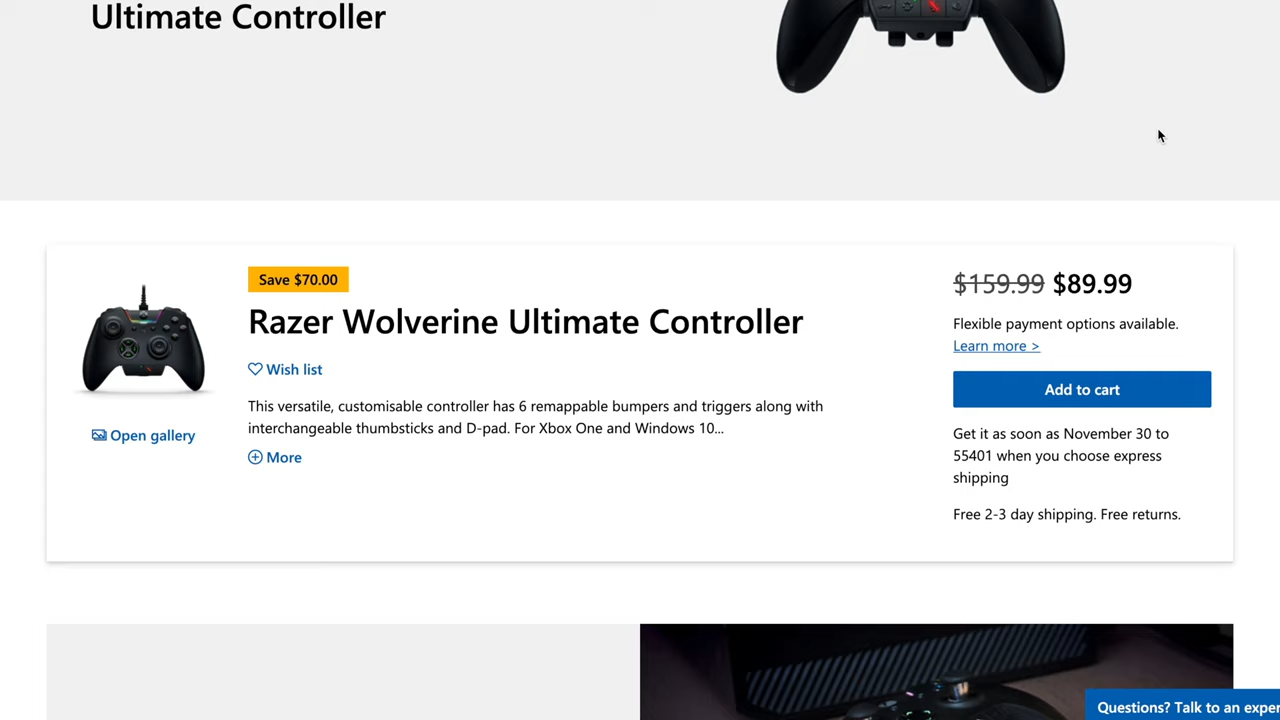 Ultimate Controller
Save $70.00
Razer Wolverine Ultimate Controller
Wish list
This versatile, customisable controller has 6 remappable bumpers and triggers along with
interchangeable thumbsticks and D-pad. For Xbox One and Windows 10...
More
Open gallery
$159.99 $89.99
Flexible payment options available.
Learn more >
Add to cart
Get it as soon as November 30 to
55401 when you choose express
shipping
Free 2-3 day shipping. Free returns.
Questions? Talk to an exper